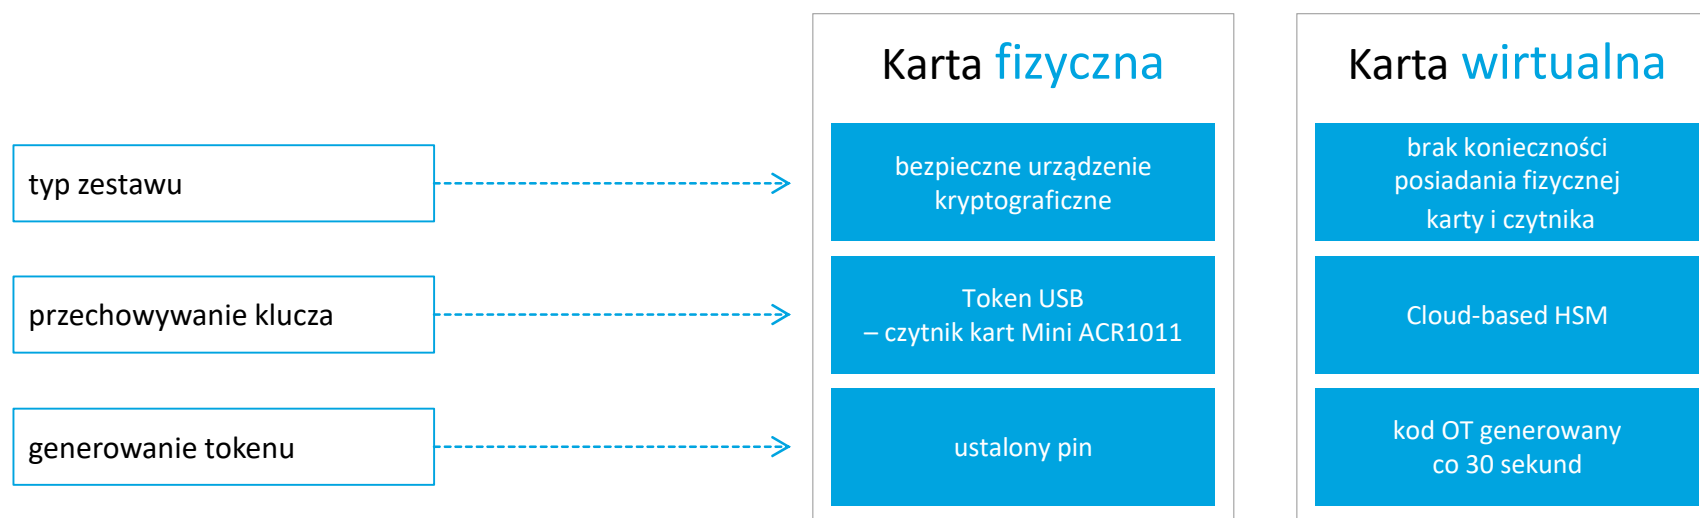 Karta fizyczna
Karta wirtualna
typ zestawu
bezpieczne urządzenie
kryptograficzne
brak konieczności
posiadania fizycznej
karty i czytnika
przechowywanie klucza
Token USB
– czytnik kart Mini ACR1011
Cloud-based HSM
generowanie tokenu
ustalony pin
kod OT generowany
co 30 sekund